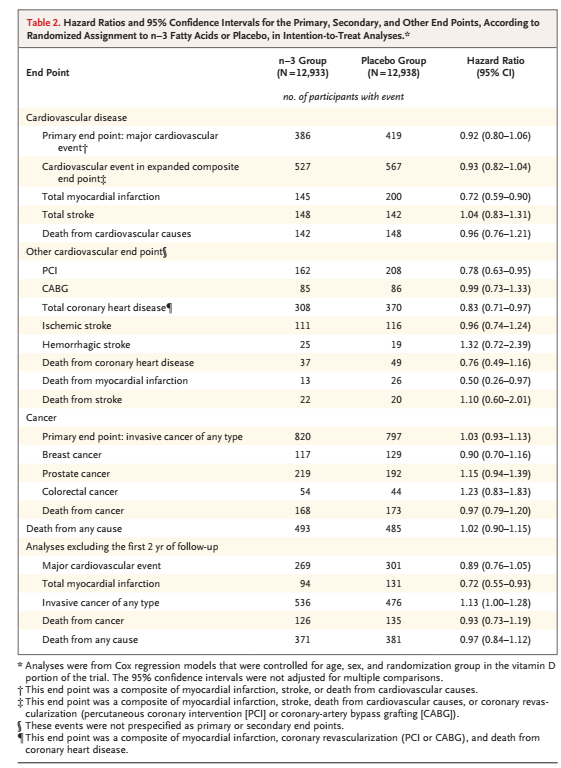 Table 2. Hazard Ratios and 95% Confidence Intervals for the Primary, Secondary, and Other End Points, According to
Randomized Assignment to n–3 Fatty Acids or Placebo, in Intention-to-Treat Analyses.*
End Point n–3 Group (N=12,933) Placebo Group (N=12,938) Hazard Ratio (95% CI)
no. of participants with event
Cardiovascular disease
Primary end point: major cardiovascular event† 386 419 0.92 (0.80–1.06)
Cardiovascular event in expanded composite end point‡ 527 567 0.93 (0.82–1.04)
Total myocardial infarction 145 200 0.72 (0.59–0.90)
Total stroke 148 142 1.04 (0.83–1.31)
Death from cardiovascular causes 142 148 0.96 (0.76–1.21)
Other cardiovascular end point§
PCI 162 208 0.78 (0.63–0.95)
CABG 85 86 0.99 (0.73–1.33)
Total coronary heart disease¶ 308 370 0.83 (0.71–0.97)
Ischemic stroke 111 116 0.96 (0.74–1.24)
Hemorrhagic stroke 25 19 1.32 (0.72–2.39)
Death from coronary heart disease 37 49 0.76 (0.49–1.16)
Death from myocardial infarction 13 26 0.50 (0.26–0.97)
Death from stroke 22 20 1.10 (0.60–2.01)
Cancer
Primary end point: invasive cancer of any type 820 797 1.03 (0.93–1.13)
Breast cancer 117 129 0.90 (0.70–1.16)
Prostate cancer 219 192 1.15 (0.94–1.39)
Colorectal cancer 54 44 1.23 (0.83–1.83)
Death from cancer 168 173 0.97 (0.79–1.20)
Death from any cause 493 485 1.02 (0.90–1.15)
Analyses excluding the first 2 yr of follow-up
Major cardiovascular event 269 301 0.89 (0.76–1.05)
Total myocardial infarction 94 131 0.72 (0.55–0.93)
Invasive cancer of any type 536 476 1.13 (1.00–1.28)
Death from cancer 126 135 0.93 (0.73–1.19)
Death from any cause 371 381 0.97 (0.84–1.12)
* Analyses were from Cox regression models that were controlled for age, sex, and randomization group in the vitamin D
portion of the trial. The 95% confidence intervals were not adjusted for multiple comparisons.
† This end point was a composite of myocardial infarction, stroke, or death from cardiovascular causes.
‡ This end point was a composite of myocardial infarction, stroke, death from cardiovascular causes, or coronary revas-
cularization (percutaneous coronary intervention [PCI] or coronary-artery bypass grafting [CABG]).
§ These events were not prespecified as primary or secondary end points.
¶ This end point was a composite of myocardial infarction, coronary revascularization (PCI or CABG), and death from
coronary heart disease.